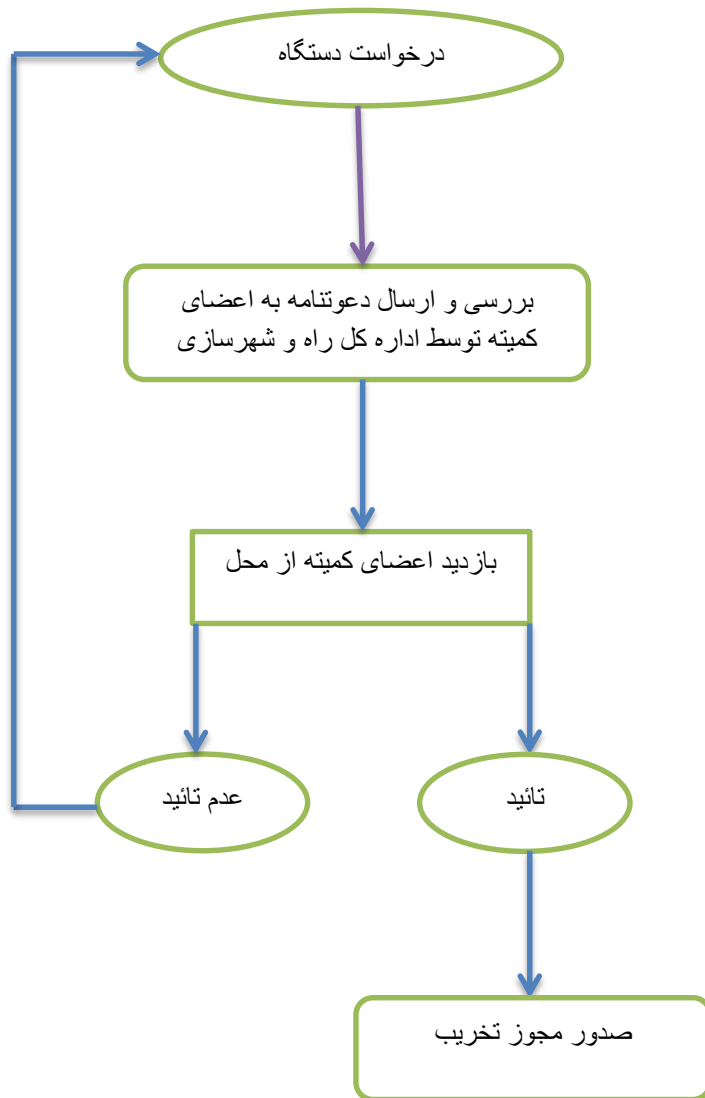 درخواست دستگاه
بررسی و ارسال دعوتنامه به اعضای
کمیته توسط اداره کل راه و شهرسازی
بازدید اعضای کمیته از محل
عدم تائید
تائید
صدور مجوز تخریب